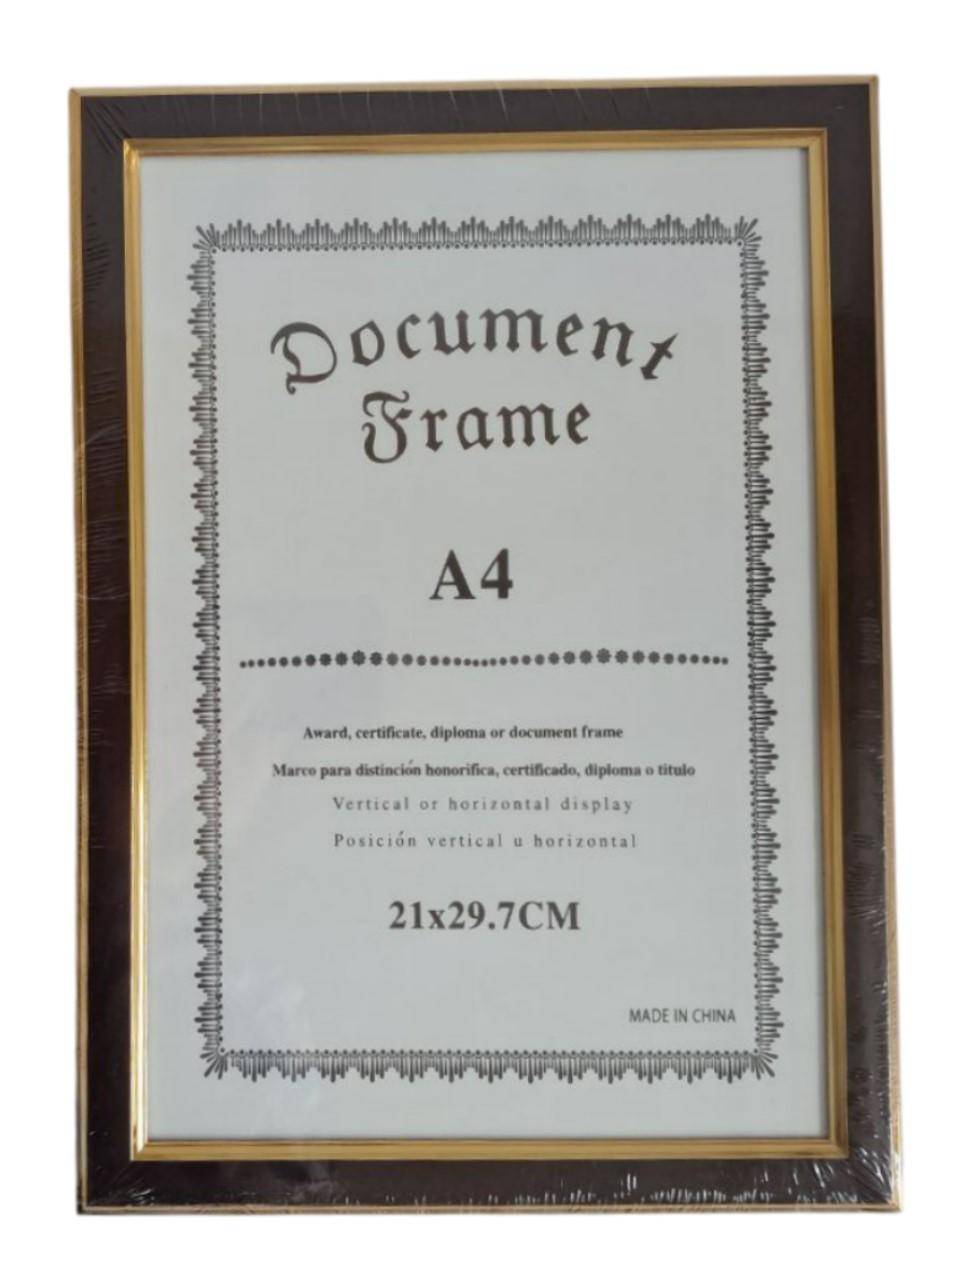 Document
Frame
A4
Award, certificate, diploma or document frame
Marco para distinción honorifica, certificado, diploma o titulo
Vertical or horizontal display
Posición vertical u horizontal
21x29.7CM
MADE IN CHINA